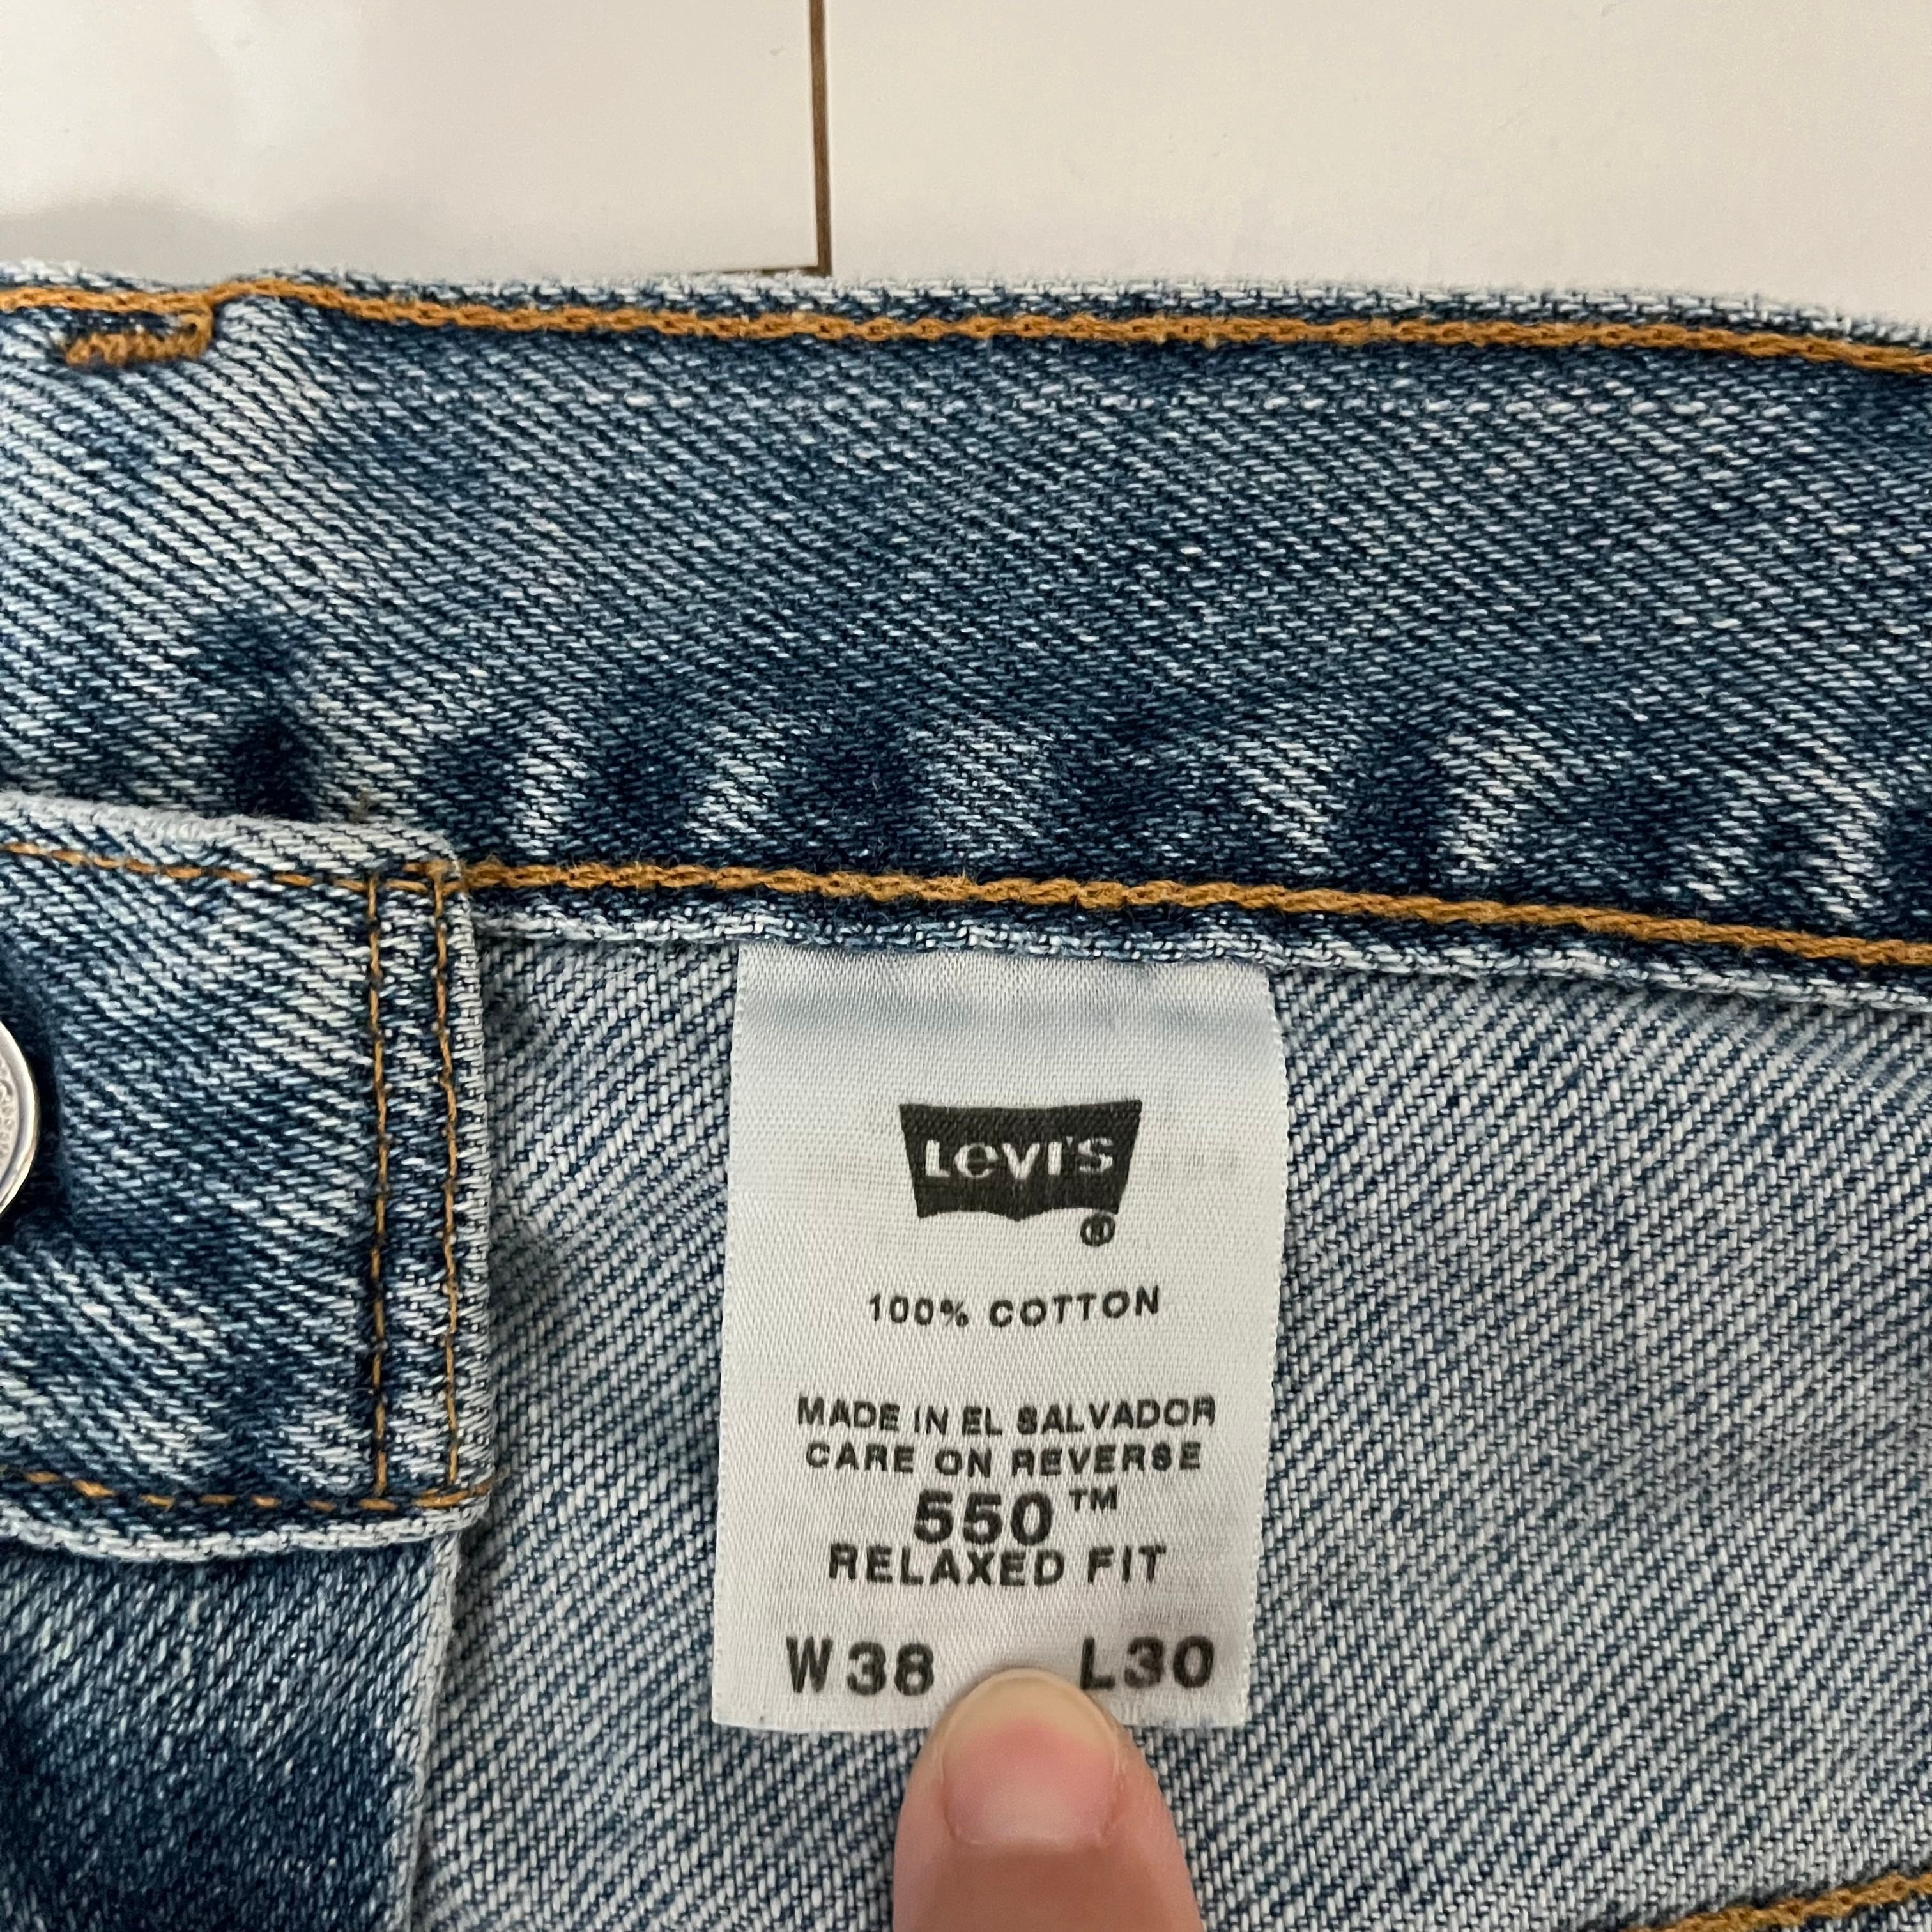 Levi's
®
100% COTTON
MADE IN EL SALVADOR
CARE ON REVERSE
550™
RELAXED FIT
W38 L30